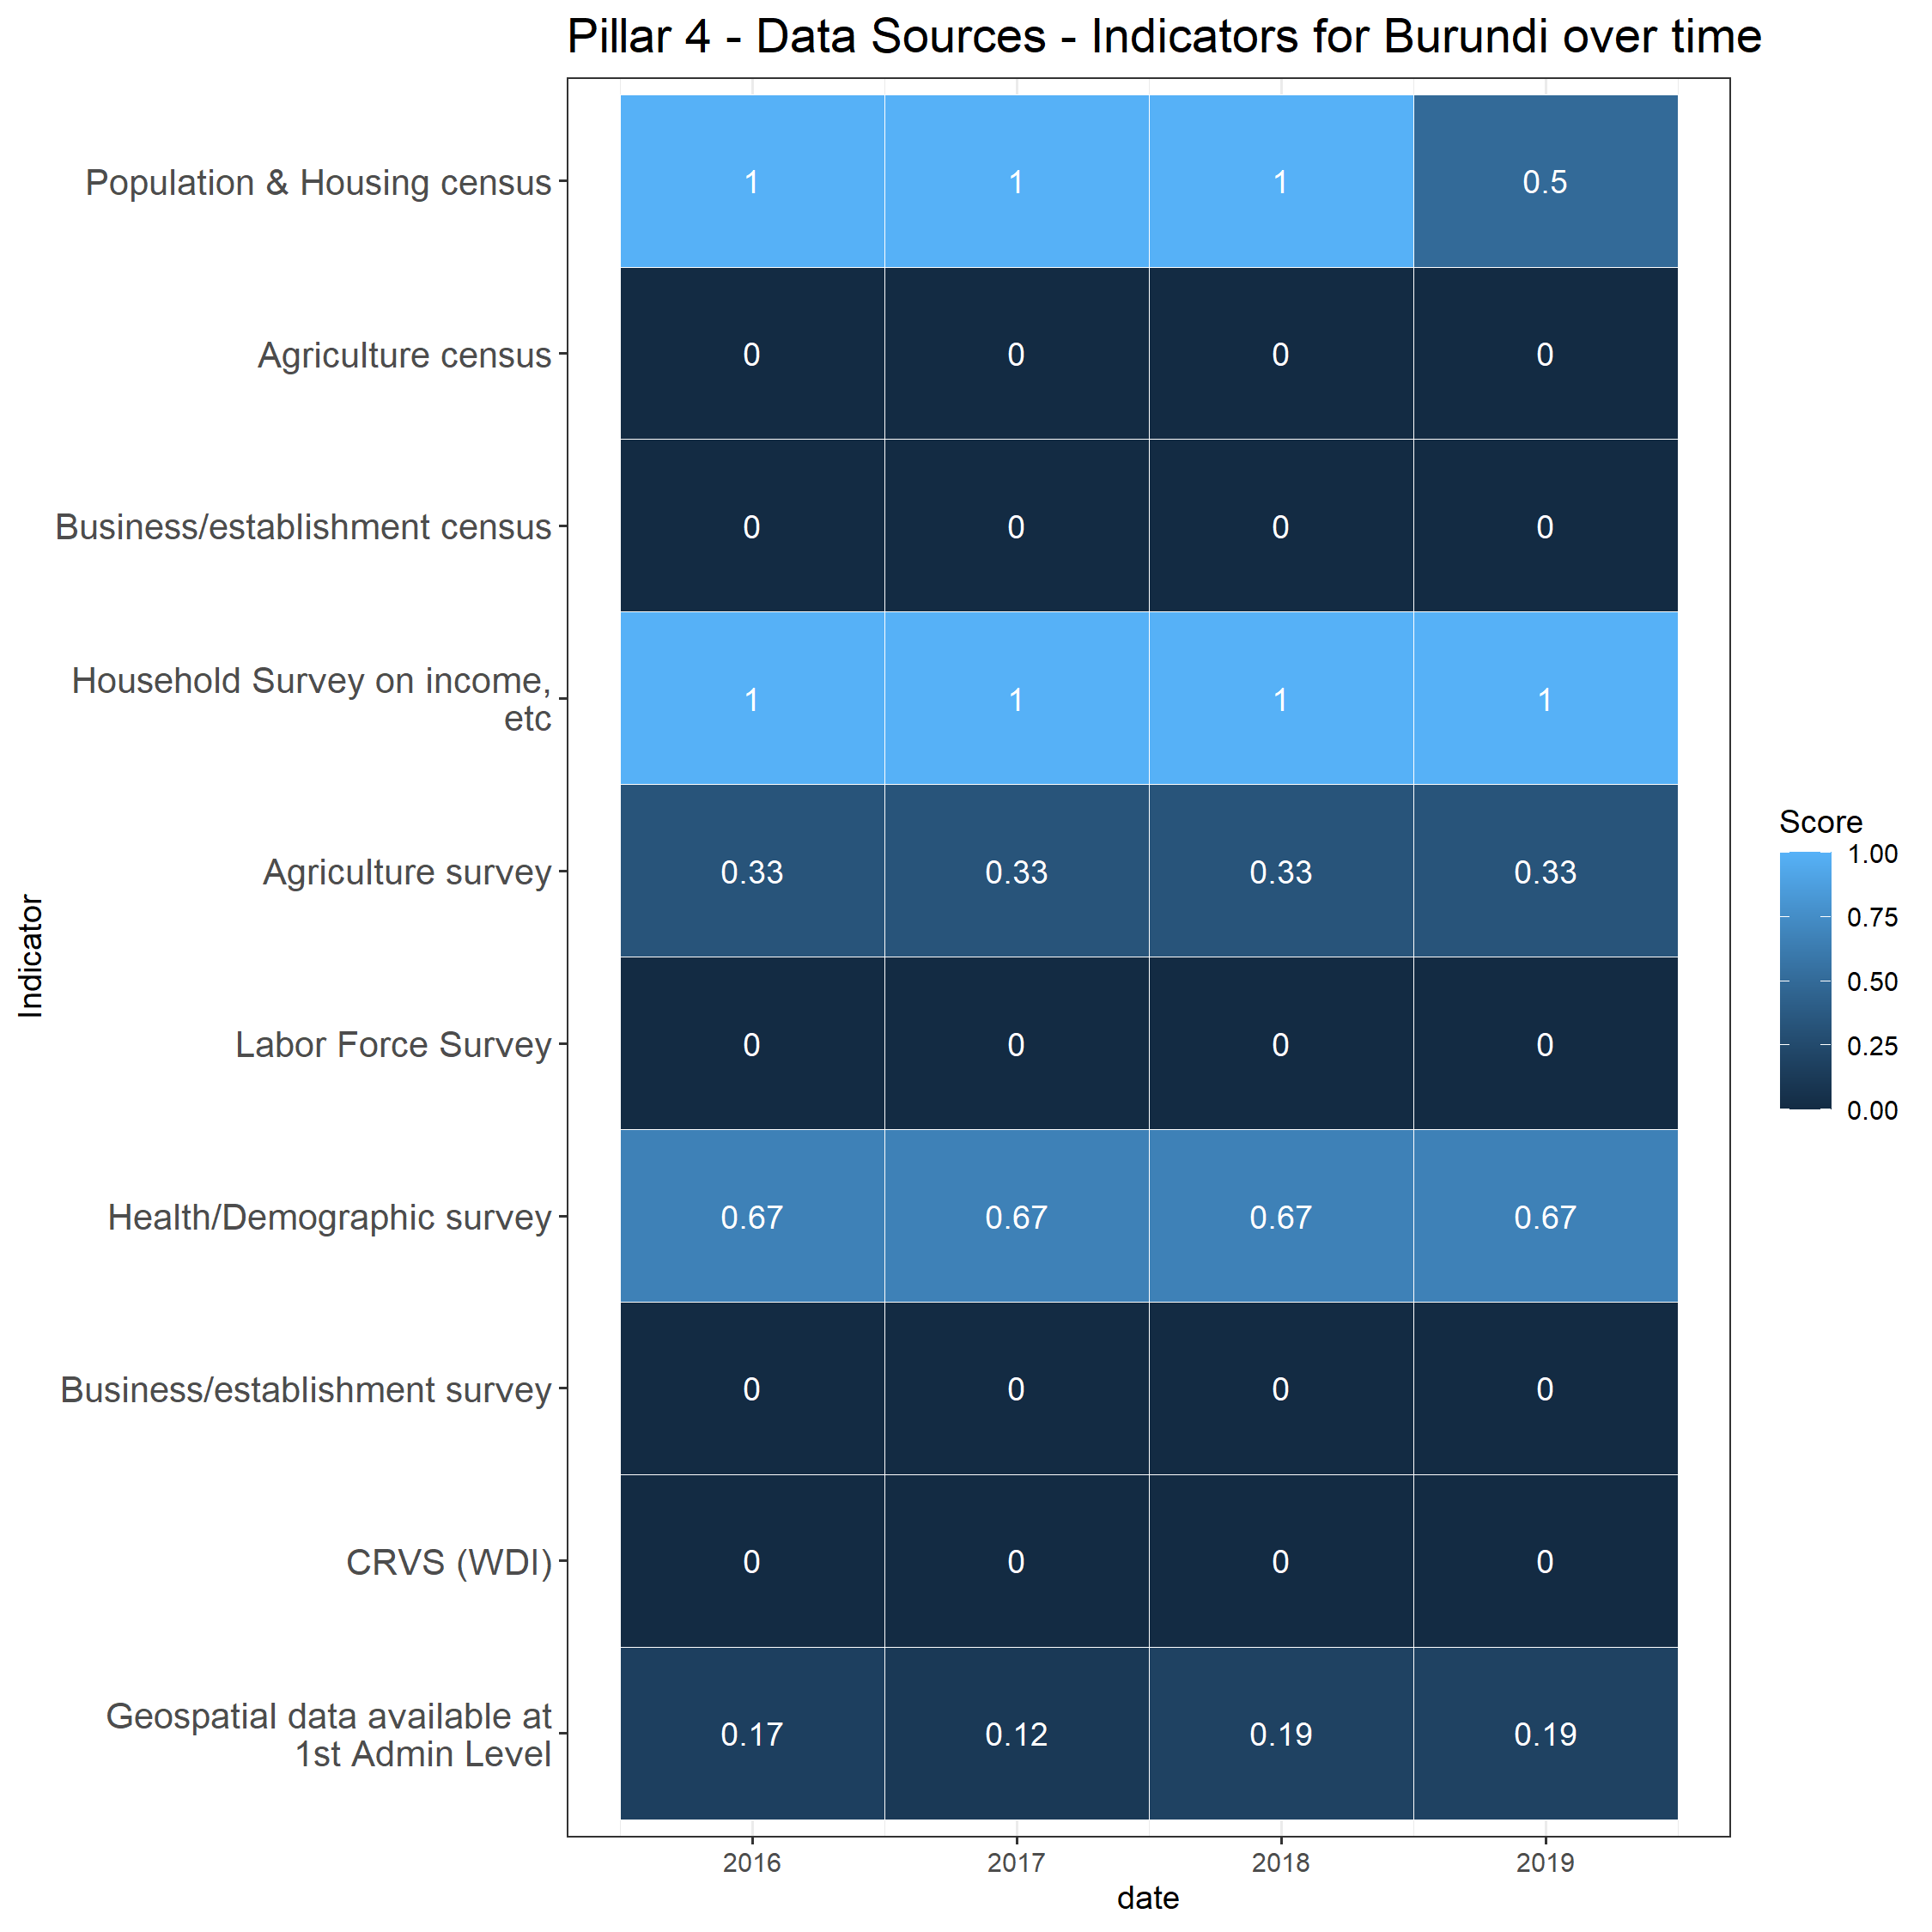 Pillar 4 - Data Sources - Indicators for Burundi over time
Indicator
Population & Housing census
1 1 1 0.5
Agriculture census
0 0 0 0
Business/establishment census
0 0 0 0
Household Survey on income,
etc
1 1 1 1
Agriculture survey
0.33 0.33 0.33 0.33
Labor Force Survey
0 0 0 0
Health/Demographic survey
0.67 0.67 0.67 0.67
Business/establishment survey
0 0 0 0
CRVS (WDI)
0 0 0 0
Geospatial data available at
1st Admin Level
0.17 0.12 0.19 0.19
2016 2017 2018 2019
date
Score
1.00
0.75
0.50
0.25
0.00